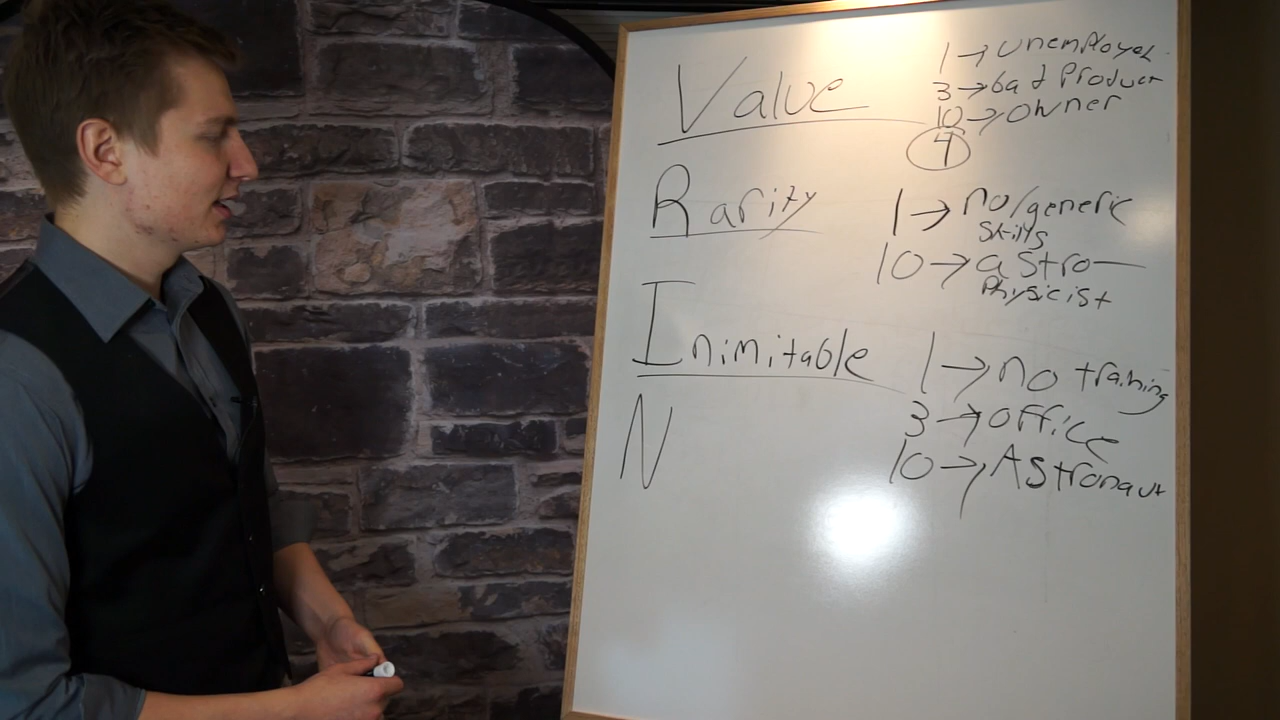 Value
1 → unemployed
3 → bad Product
10 → owner
4
Rarity
1 → no/generic
skills
10 → astro-
Physicist
Inimitable
1 → no training
3 → office
10 → Astronaut
N